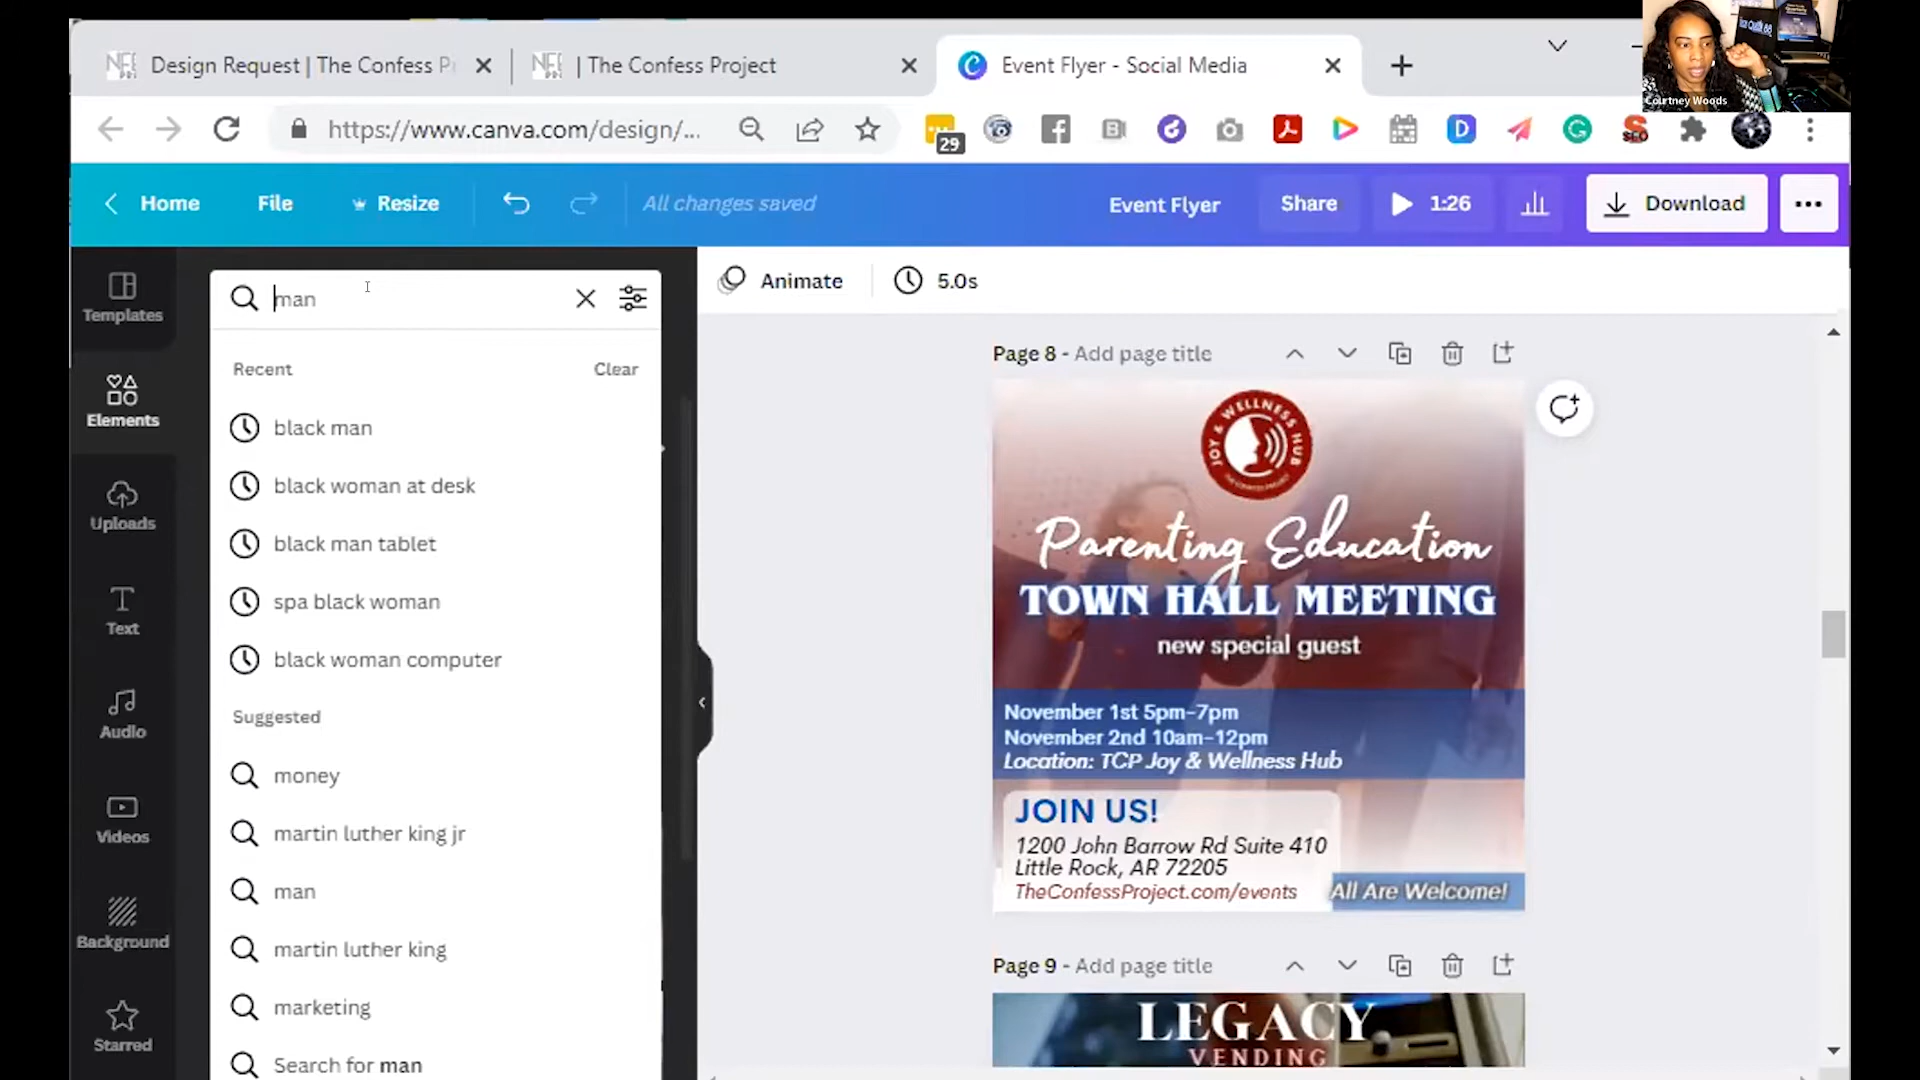 Design Request | The Confess P
| The Confess Project
Event Flyer - Social Media
Courtney Woods
https://www.canva.com/design/...
29
Home
File
Resize
All changes saved
Event Flyer
Share
1:26
Download
Templates
Elements
Uploads
Text
Audio
Videos
Background
Starred
man
Recent
Clear
black man
black woman at desk
black man tablet
spa black woman
black woman computer
Suggested
money
martin luther king jr
man
martin luther king
marketing
Search for man
Animate
5.0s
Page 8 - Add page title
JOY & WELLNESS HUB
THE CONFESS PROJECT
Parenting Education
TOWN HALL MEETING
new special guest
November 1st 5pm-7pm
November 2nd 10am-12pm
Location: TCP Joy & Wellness Hub
JOIN US!
1200 John Barrow Rd Suite 410
Little Rock, AR 72205
TheConfessProject.com/events
All Are Welcome!
Page 9 - Add page title
LEGACY
VENDING